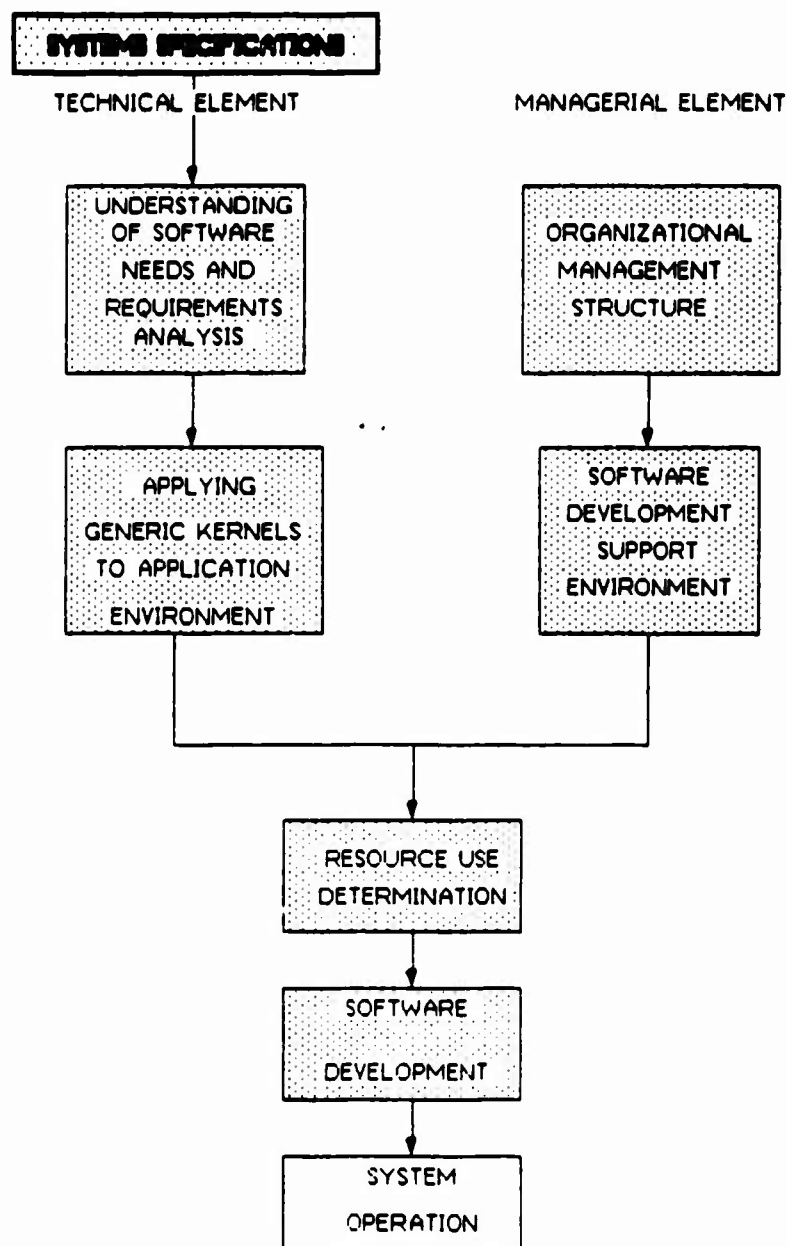 SYSTEMS SPECIFICATIONS
TECHNICAL ELEMENT
MANAGERIAL ELEMENT
UNDERSTANDING
OF SOFTWARE
NEEDS AND
REQUIREMENTS
ANALYSIS
ORGANIZATIONAL
MANAGEMENT
STRUCTURE
APPLYING
GENERIC KERNELS
TO APPLICATION
ENVIRONMENT
SOFTWARE
DEVELOPMENT
SUPPORT
ENVIRONMENT
RESOURCE USE
DETERMINATION
SOFTWARE
DEVELOPMENT
SYSTEM
OPERATION